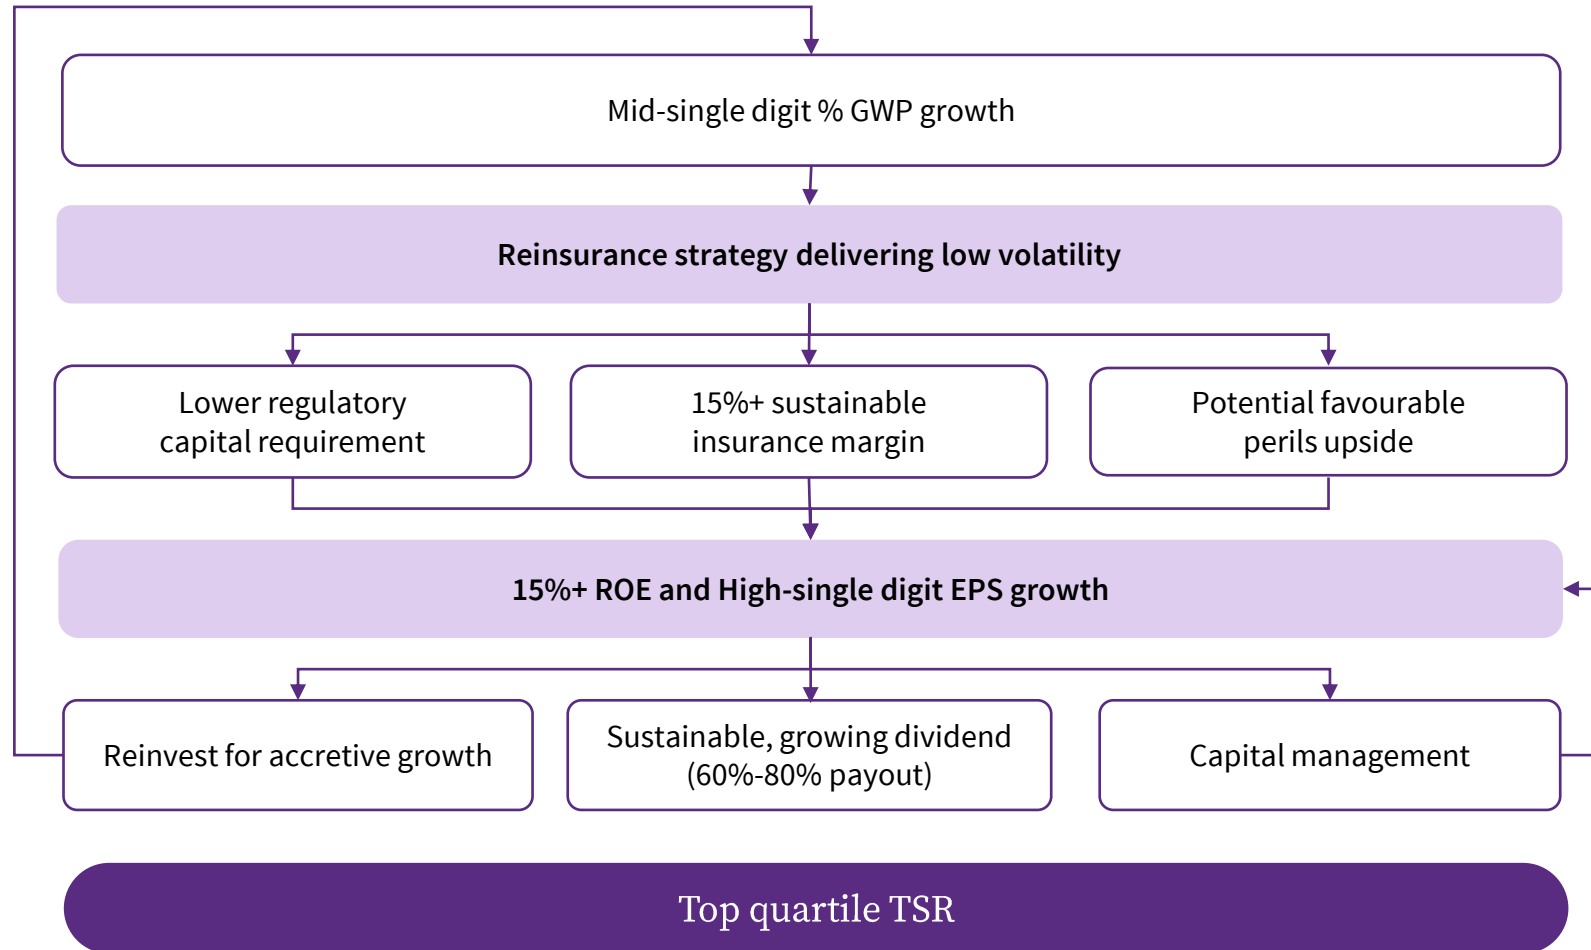 Mid-single digit % GWP growth
Reinsurance strategy delivering low volatility
Lower regulatory
capital requirement
15%+ sustainable
insurance margin
Potential favourable
perils upside
15%+ ROE and High-single digit EPS growth
Reinvest for accretive growth
Sustainable, growing dividend
(60%-80% payout)
Capital management
Top quartile TSR